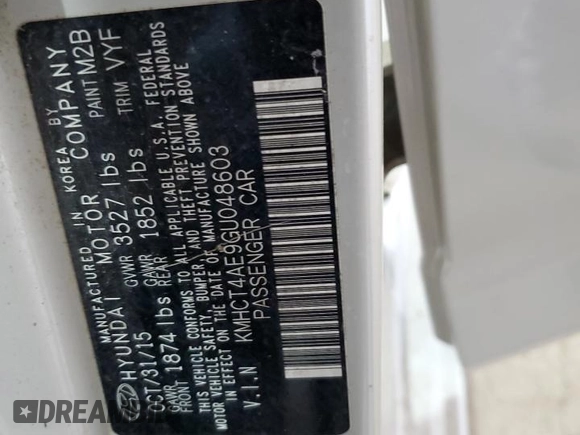 MANUFACTURED IN KOREA BY
HYUNDAI MOTOR COMPANY
OCT/31/15 GVWR 3527 lbs PAINT M2B
GAWR FRONT 1874 lbs GAWR REAR 1852 lbs TRIM VYF
THIS VEHICLE CONFORMS TO ALL APPLICABLE U.S.A. FEDERAL
MOTOR VEHICLE SAFETY, BUMPER, AND THEFT PREVENTION STANDARDS
IN EFFECT ON THE DATE OF MANUFACTURE SHOWN ABOVE
V.I.N KMHCT4AE9GU048603
PASSENGER CAR